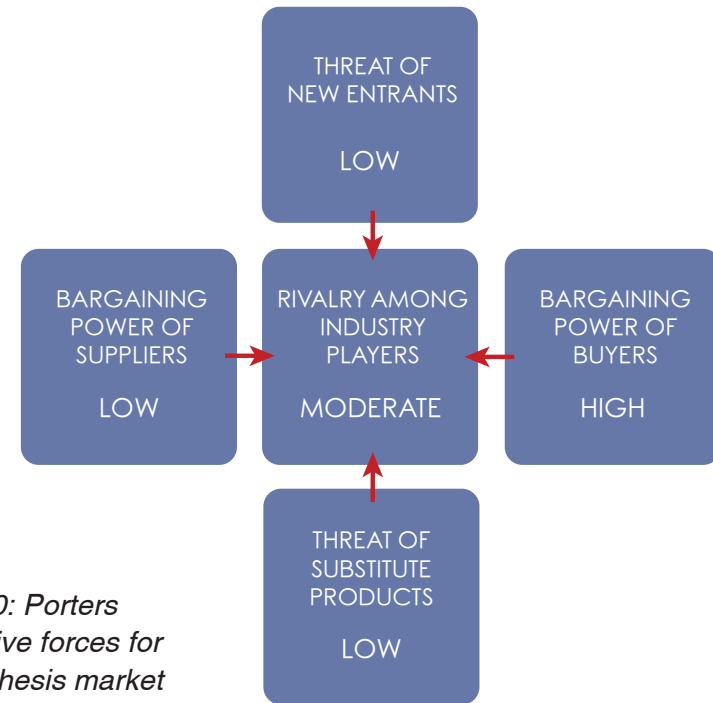 THREAT OF
NEW ENTRANTS
LOW
BARGAINING
POWER OF
SUPPLIERS
LOW
RIVALRY AMONG
INDUSTRY
PLAYERS
MODERATE
BARGAINING
POWER OF
BUYERS
HIGH
THREAT OF
SUBSTITUTE
PRODUCTS
LOW
0: Porters
ive forces for
hesis market